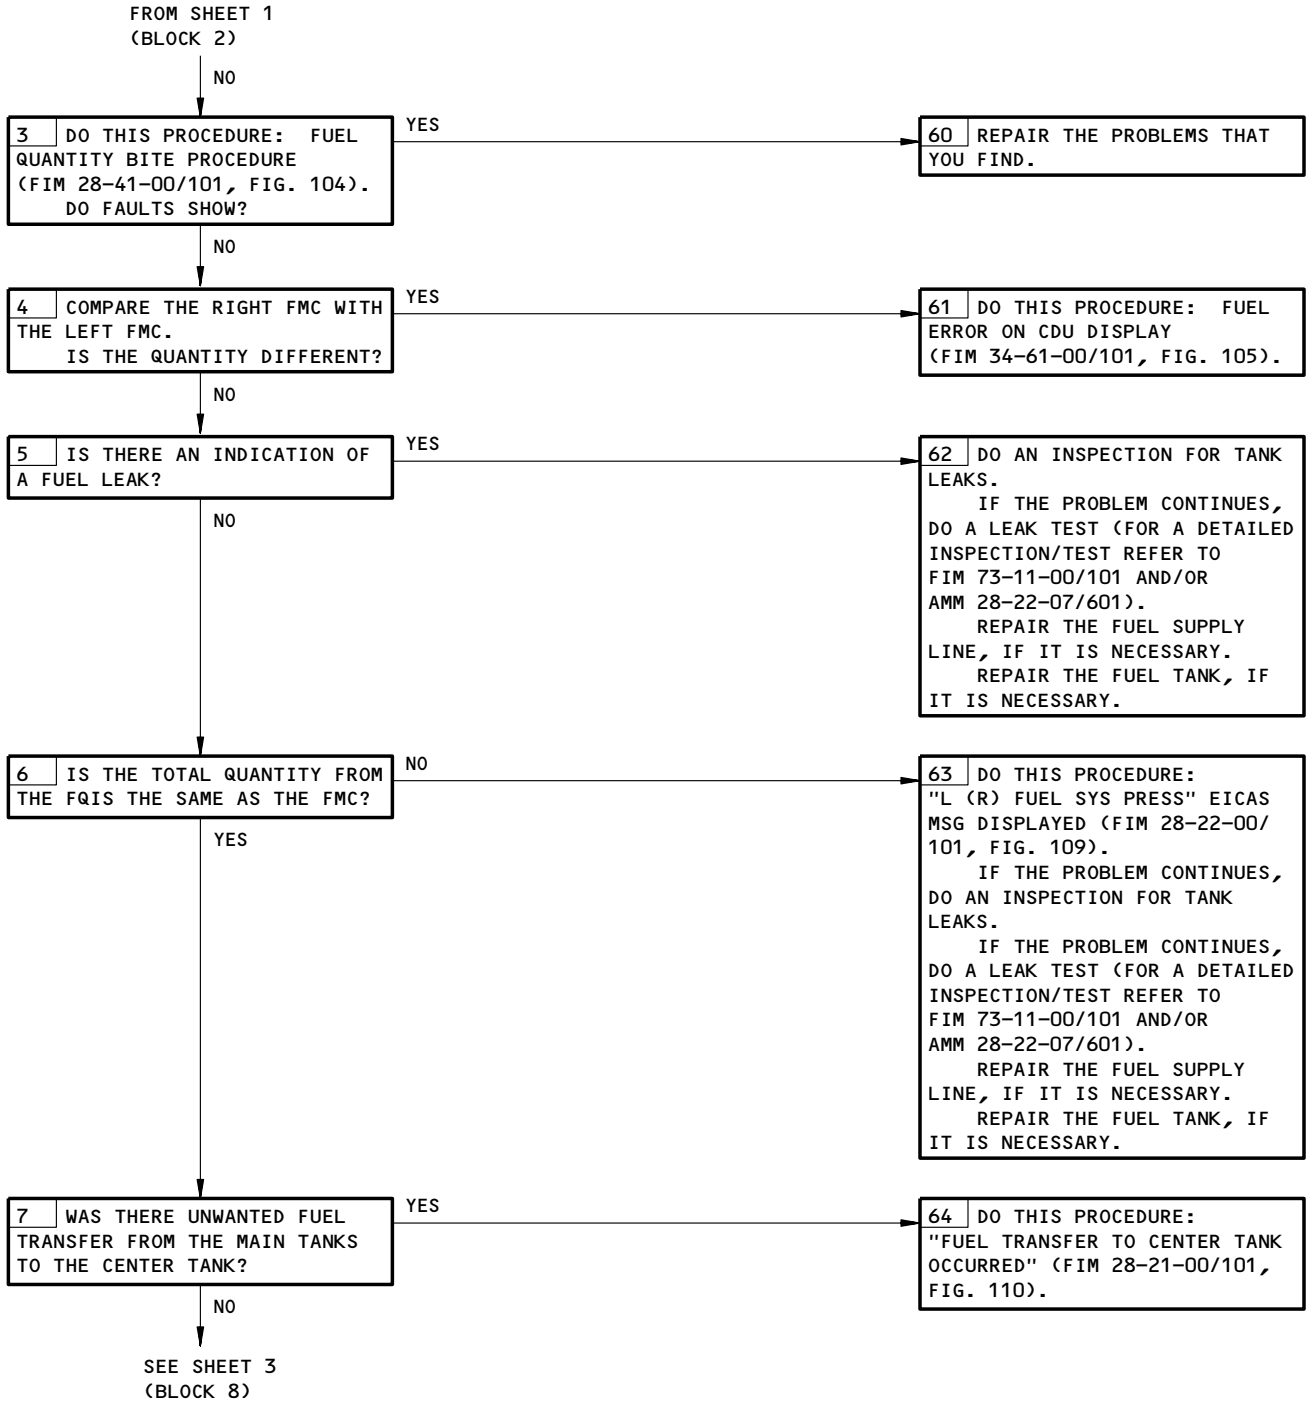 FROM SHEET 1
(BLOCK 2)
NO
3 DO THIS PROCEDURE: FUEL
QUANTITY BITE PROCEDURE
(FIM 28-41-00/101, FIG. 104).
DO FAULTS SHOW?
YES
60 REPAIR THE PROBLEMS THAT
YOU FIND.
NO
4 COMPARE THE RIGHT FMC WITH
THE LEFT FMC.
IS THE QUANTITY DIFFERENT?
YES
61 DO THIS PROCEDURE: FUEL
ERROR ON CDU DISPLAY
(FIM 34-61-00/101, FIG. 105).
NO
5 IS THERE AN INDICATION OF
A FUEL LEAK?
YES
62 DO AN INSPECTION FOR TANK
LEAKS.
IF THE PROBLEM CONTINUES,
DO A LEAK TEST (FOR A DETAILED
INSPECTION/TEST REFER TO
FIM 73-11-00/101 AND/OR
AMM 28-22-07/601).
REPAIR THE FUEL SUPPLY
LINE, IF IT IS NECESSARY.
REPAIR THE FUEL TANK, IF
IT IS NECESSARY.
NO
6 IS THE TOTAL QUANTITY FROM
THE FQIS THE SAME AS THE FMC?
NO
63 DO THIS PROCEDURE:
"L (R) FUEL SYS PRESS" EICAS
MSG DISPLAYED (FIM 28-22-00/
101, FIG. 109).
IF THE PROBLEM CONTINUES,
DO AN INSPECTION FOR TANK
LEAKS.
IF THE PROBLEM CONTINUES,
DO A LEAK TEST (FOR A DETAILED
INSPECTION/TEST REFER TO
FIM 73-11-00/101 AND/OR
AMM 28-22-07/601).
REPAIR THE FUEL SUPPLY
LINE, IF IT IS NECESSARY.
REPAIR THE FUEL TANK, IF
IT IS NECESSARY.
YES
7 WAS THERE UNWANTED FUEL
TRANSFER FROM THE MAIN TANKS
TO THE CENTER TANK?
YES
64 DO THIS PROCEDURE:
"FUEL TRANSFER TO CENTER TANK
OCCURRED" (FIM 28-21-00/101,
FIG. 110).
NO
SEE SHEET 3
(BLOCK 8)